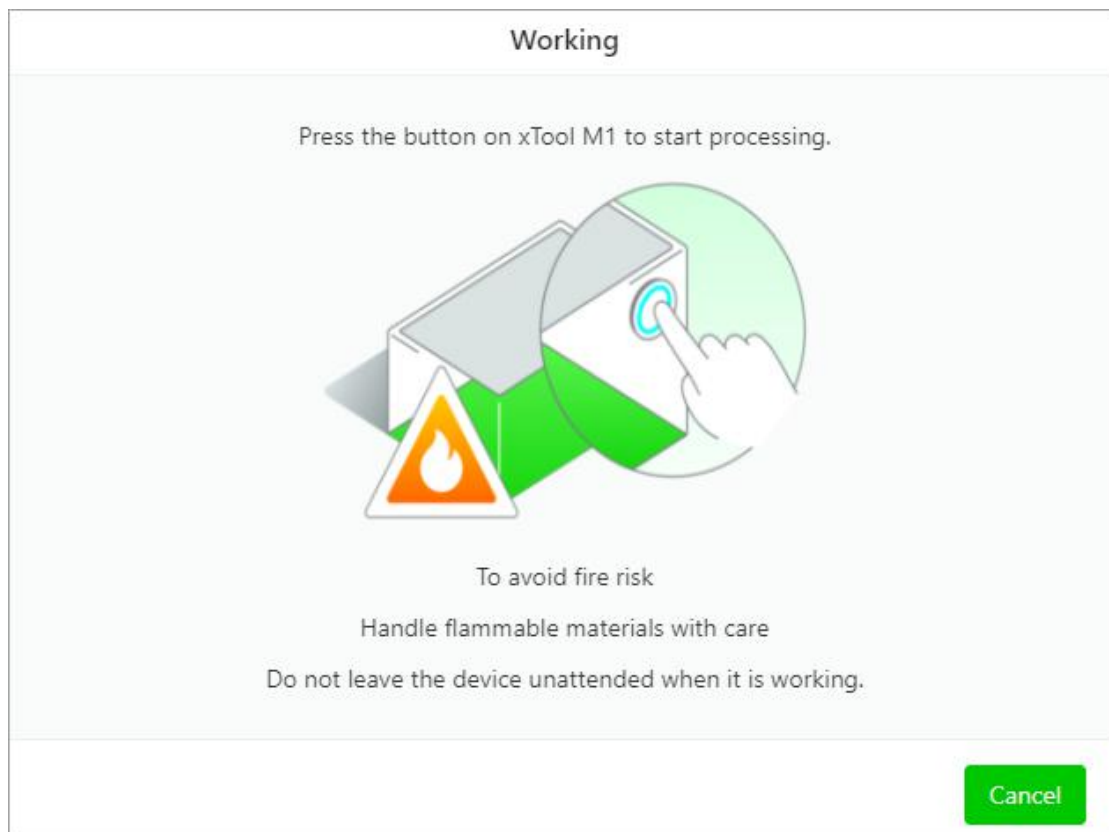 Working
Press the button on xTool M1 to start processing.
To avoid fire risk
Handle flammable materials with care
Do not leave the device unattended when it is working.
Cancel